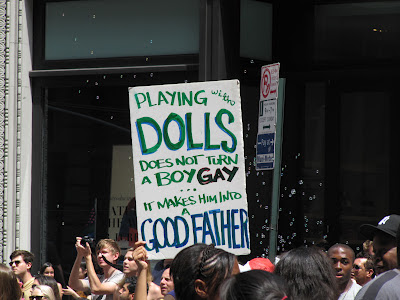 PLAYING with
DOLLS
DOES NOT TURN
A BOY GAY
...
IT MAKES HIM INTO
A
GOOD FATHER